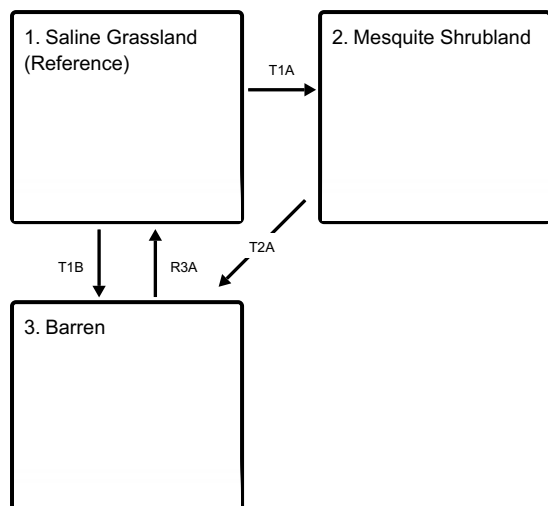 1. Saline Grassland
(Reference)
2. Mesquite Shrubland
T1A
T1B
R3A
T2A
3. Barren